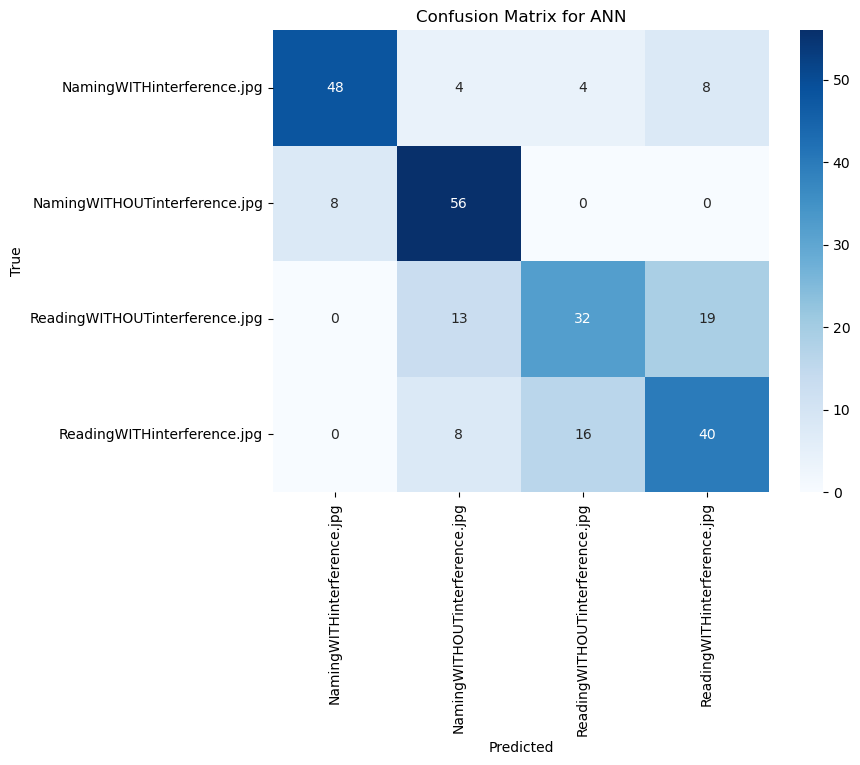 Confusion Matrix for ANN
NamingWITHinterference.jpg
48 4 4 8
NamingWITHOUTinterference.jpg
8 56 0 0
ReadingWITHOUTinterference.jpg
0 13 32 19
ReadingWITHinterference.jpg
0 8 16 40
True
NamingWITHinterference.jpg
NamingWITHOUTinterference.jpg
ReadingWITHOUTinterference.jpg
ReadingWITHinterference.jpg
Predicted
50
40
30
20
10
0